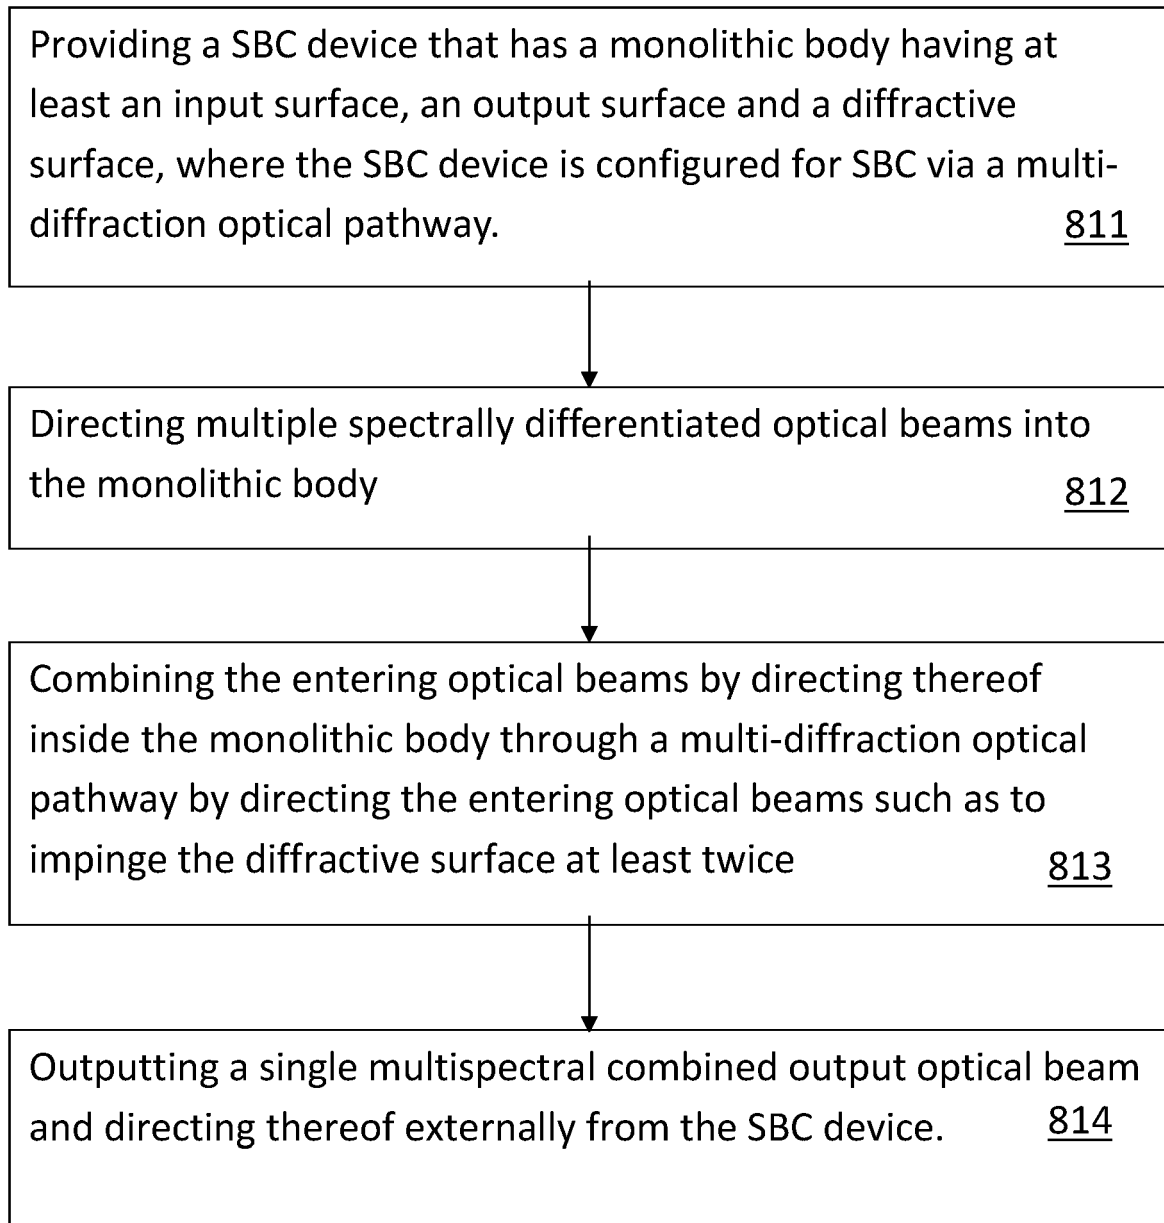 Providing a SBC device that has a monolithic body having at
least an input surface, an output surface and a diffractive
surface, where the SBC device is configured for SBC via a multi-
diffraction optical pathway. 811
Directing multiple spectrally differentiated optical beams into
the monolithic body 812
Combining the entering optical beams by directing thereof
inside the monolithic body through a multi-diffraction optical
pathway by directing the entering optical beams such as to
impinge the diffractive surface at least twice 813
Outputting a single multispectral combined output optical beam
and directing thereof externally from the SBC device. 814